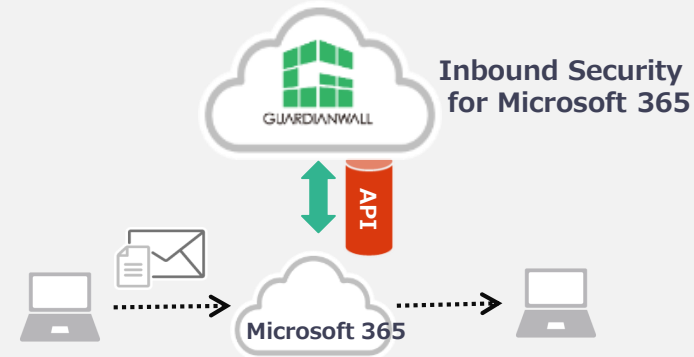 GUARDIANWALL
Inbound Security
for Microsoft 365
API
Microsoft 365